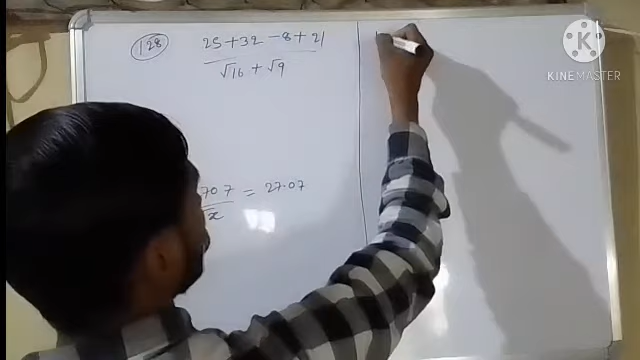 128
25 + 32 - 8 + 21
√16 + √9
707 = 27.07
x
KINEMASTER